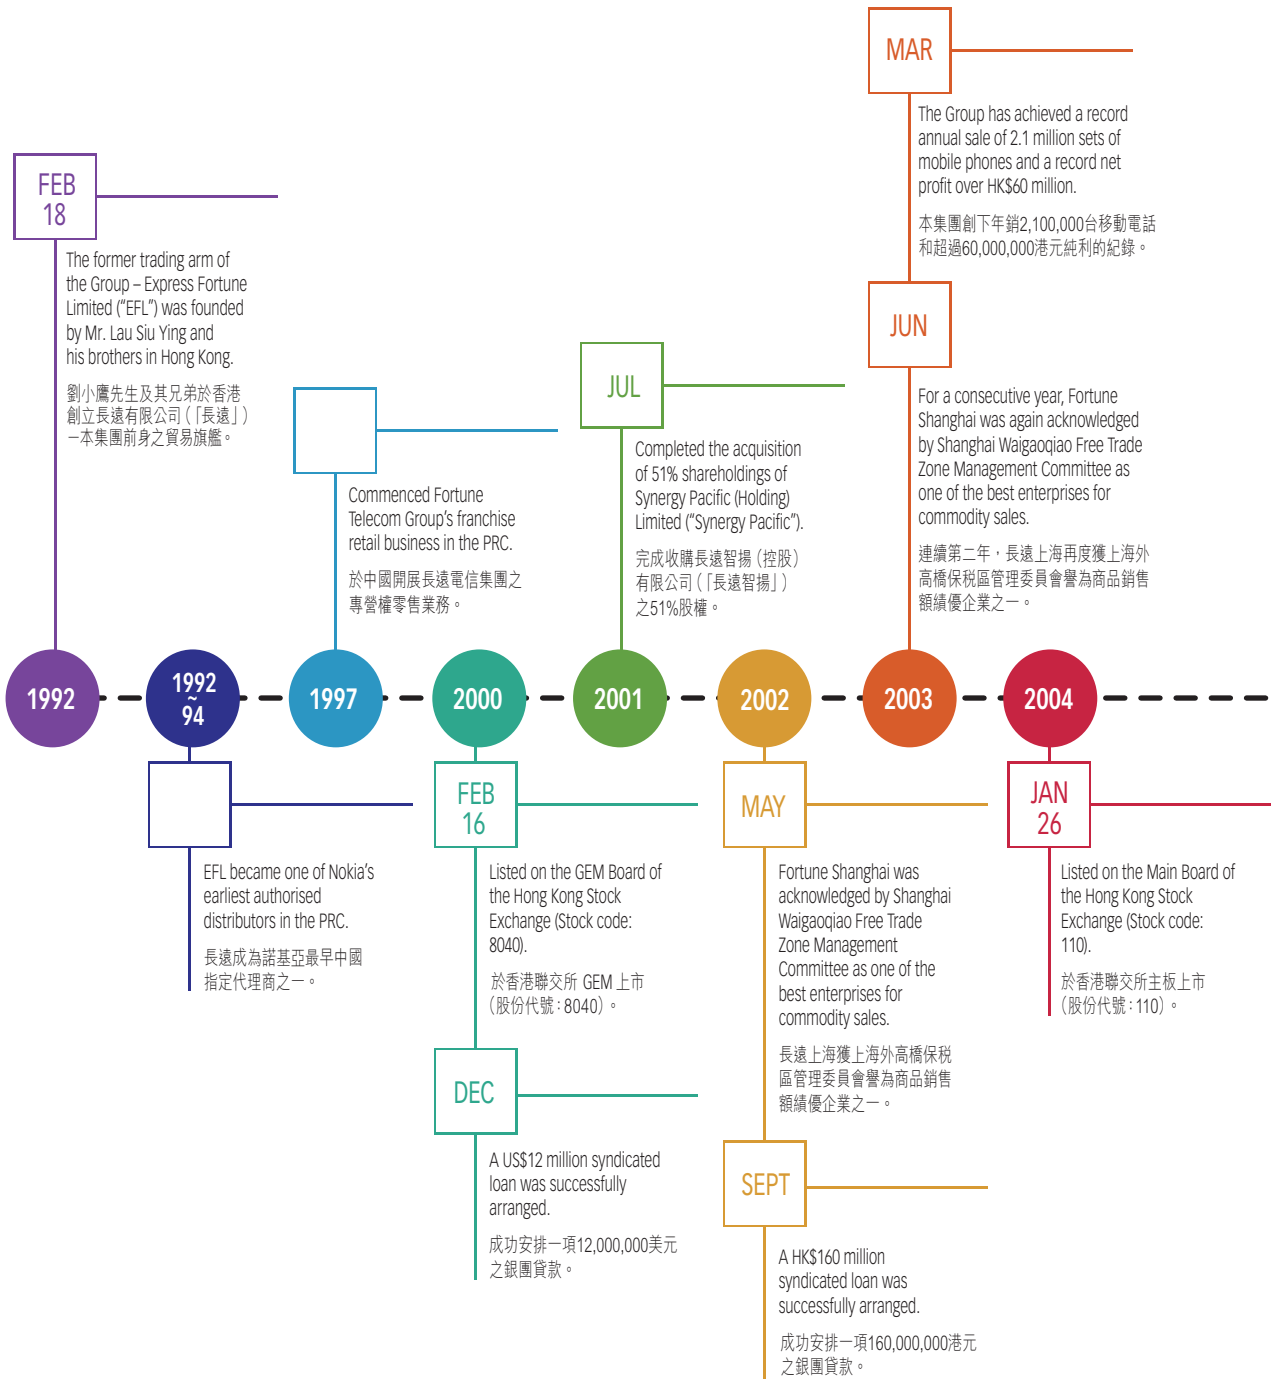 FEB
18
The former trading arm of
the Group – Express Fortune
Limited (“EFL”) was founded
by Mr. Lau Siu Ying and
his brothers in Hong Kong.
劉小鷹先生及其兄弟於香港
創立長遠有限公司（「長遠」）
－本集團前身之貿易旗艦。
1992
1992
~
94
EFL became one of Nokia’s
earliest authorised
distributors in the PRC.
長遠成為諾基亞最早中國
指定代理商之一。
Commenced Fortune
Telecom Group’s franchise
retail business in the PRC.
於中國開展長遠電信集團之
專營權零售業務。
1997
2000
FEB
16
Listed on the GEM Board of
the Hong Kong Stock
Exchange (Stock code:
8040).
於香港聯交所 GEM 上市
（股份代號：8040）。
DEC
A US$12 million syndicated
loan was successfully
arranged.
成功安排一項12,000,000美元
之銀團貸款。
JUL
Completed the acquisition
of 51% shareholdings of
Synergy Pacific (Holding)
Limited (“Synergy Pacific”).
完成收購長遠智揚（控股）
有限公司（「長遠智揚」）
之51%股權。
2001
2002
MAY
Fortune Shanghai was
acknowledged by Shanghai
Waigaoqiao Free Trade
Zone Management
Committee as one of the
best enterprises for
commodity sales.
長遠上海獲上海外高橋保税
區管理委員會譽為商品銷售
額績優企業之一。
SEPT
A HK$160 million
syndicated loan was
successfully arranged.
成功安排一項160,000,000港元
之銀團貸款。
MAR
The Group has achieved a record
annual sale of 2.1 million sets of
mobile phones and a record net
profit over HK$60 million.
本集團創下年銷2,100,000台移動電話
和超過60,000,000港元純利的紀錄。
JUN
For a consecutive year, Fortune
Shanghai was again acknowledged
by Shanghai Waigaoqiao Free Trade
Zone Management Committee as
one of the best enterprises for
commodity sales.
連續第二年，長遠上海再度獲上海外
高橋保税區管理委員會譽為商品銷售
額績優企業之一。
2003
2004
JAN
26
Listed on the Main Board of
the Hong Kong Stock
Exchange (Stock code:
110).
於香港聯交所主板上市
（股份代號：110）。